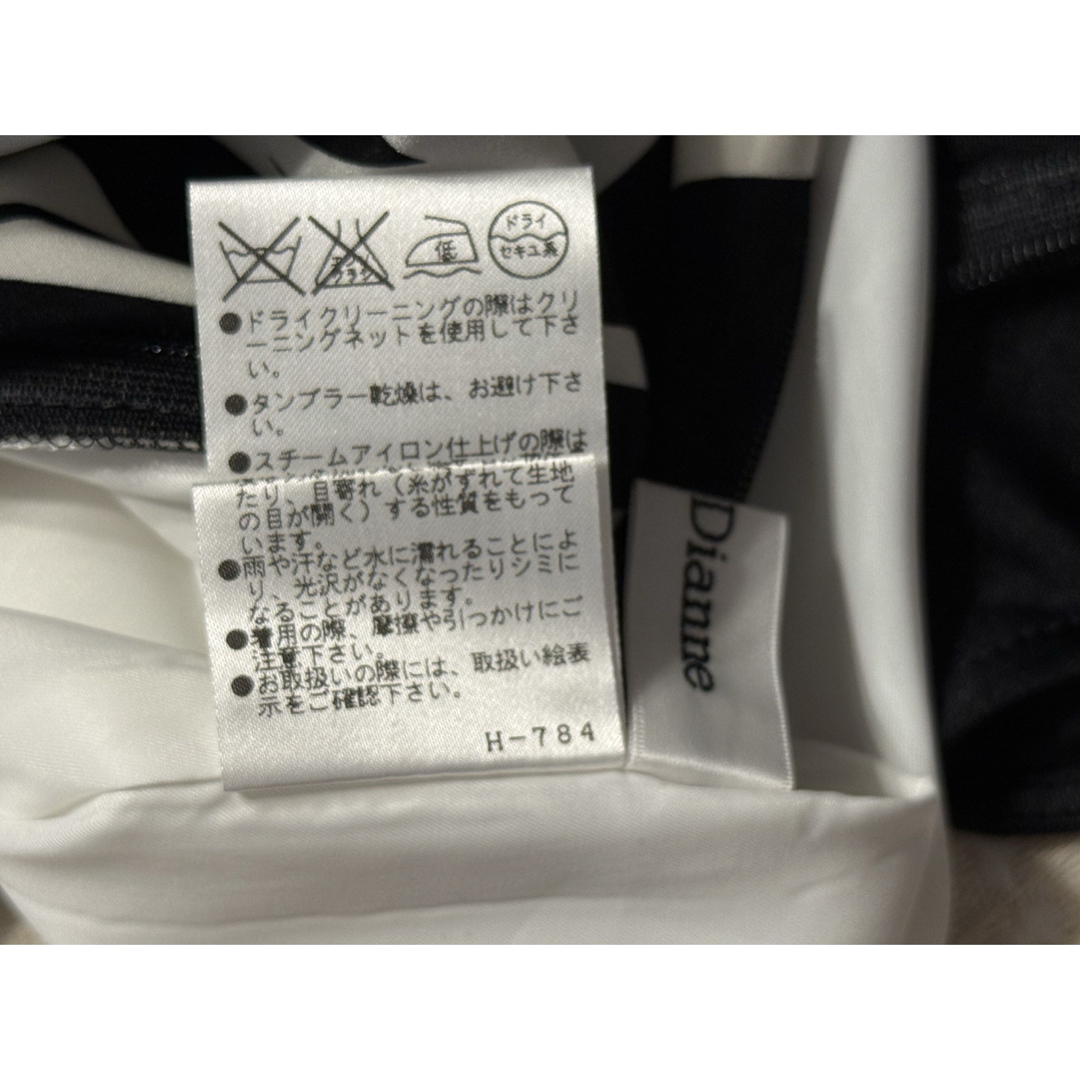 低
ドライ
セキユ系
●ドライクリーニングの際はクリ
ーニングネットを使用して下さ
い。
●タンブラー乾燥は、お避け下さ
い。
●スチームアイロン仕上げの際は
たり、目寄れ(糸がずれて生地
の目が開く)する性質をもって
います。
●雨や汗など水に濡れることによ
り、光沢がなくなったりシミに
なることがあります。
●着用の際、摩擦や引っかけにご
注意下さい。
●お取扱いの際には、取扱い絵表
示をご確認下さい。
H-784
Dianne